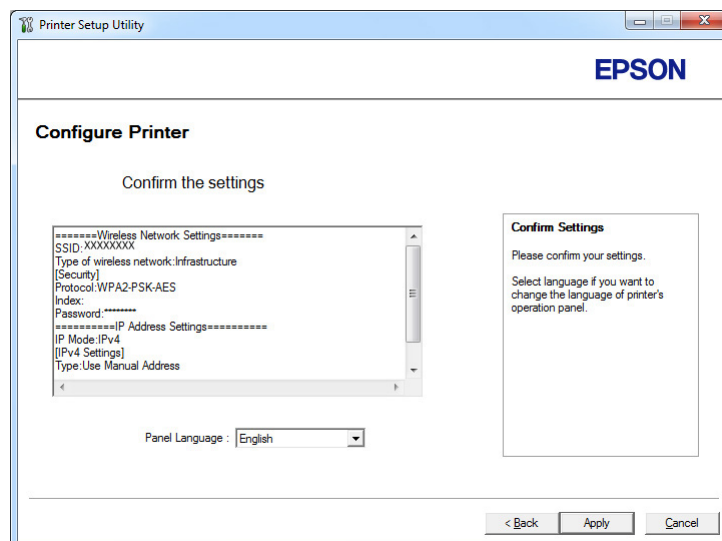 Printer Setup Utility
EPSON
Configure Printer
Confirm the settings
=======Wireless Network Settings=======
SSID:XXXXXXXX
Type of wireless network:Infrastructure
[Security]
Protocol:WPA2-PSK-AES
Index:
Password:********
==========IP Address Settings==========
IP Mode:IPv4
[IPv4 Settings]
Type:Use Manual Address
Confirm Settings
Please confirm your settings.
Select language if you want to
change the language of printer's
operation panel.
Panel Language : English
< Back Apply Cancel